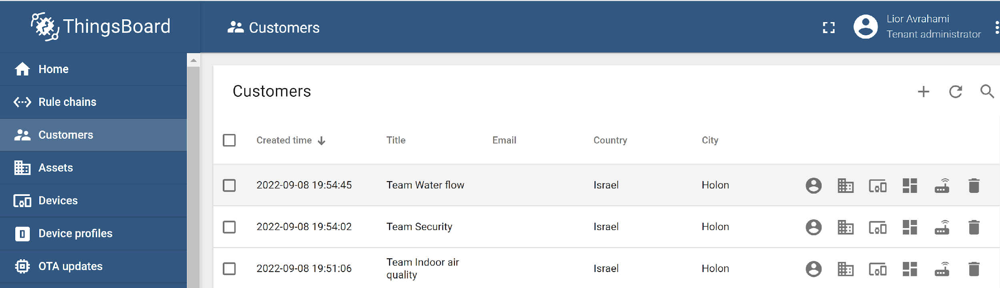 ThingsBoard
Customers
Lior Avrahami
Tenant administrator
Home
Rule chains
Customers
Assets
Devices
Device profiles
OTA updates
Customers
Created time Title Email Country City
2022-09-08 19:54:45 Team Water flow Israel Holon
2022-09-08 19:54:02 Team Security Israel Holon
2022-09-08 19:51:06 Team Indoor air quality Israel Holon